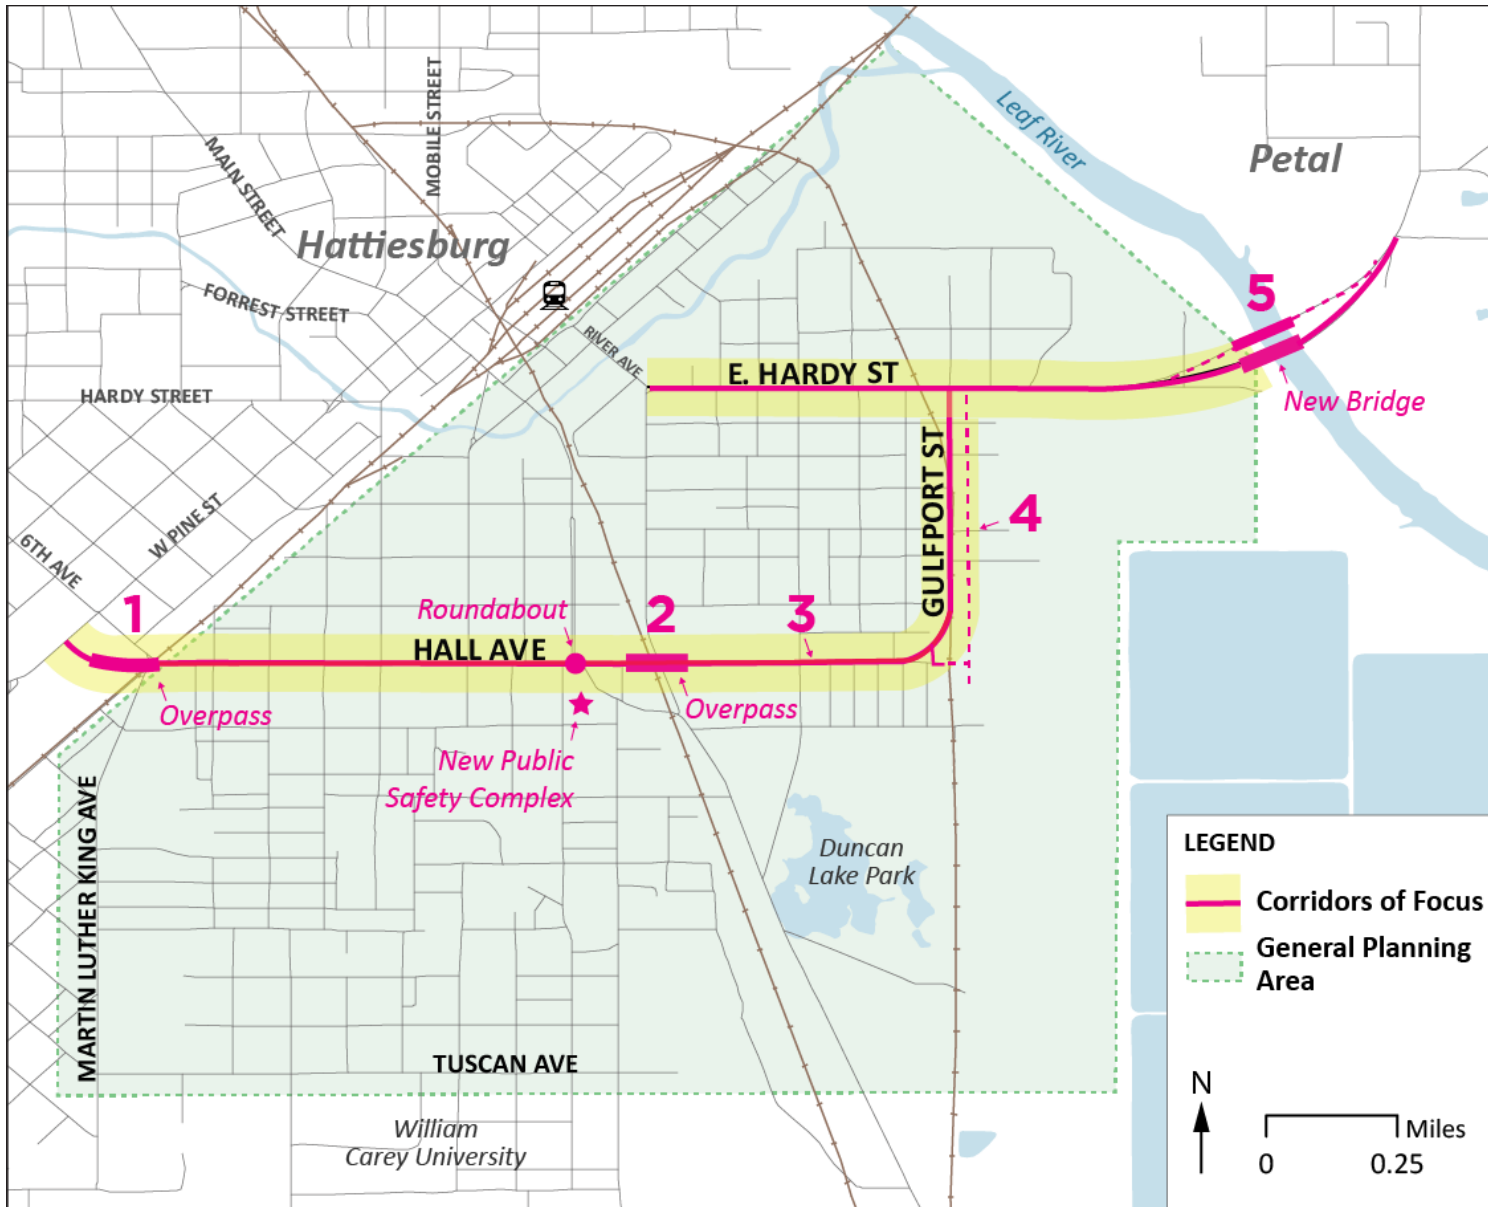 MOBILE STREET
MAIN STREET
Leaf River
Petal
Hattiesburg
FORREST STREET
5
RIVER AVE
E. HARDY ST
HARDY STREET
New Bridge
GULFPORT ST
W PINE ST
4
6TH AVE
1
Roundabout
2
3
HALL AVE
Overpass
Overpass
New Public
Safety Complex
MARTIN LUTHER KING AVE
Duncan
Lake Park
TUSCAN AVE
William
Carey University
LEGEND
Corridors of Focus
General Planning
Area
N
Miles
0 0.25